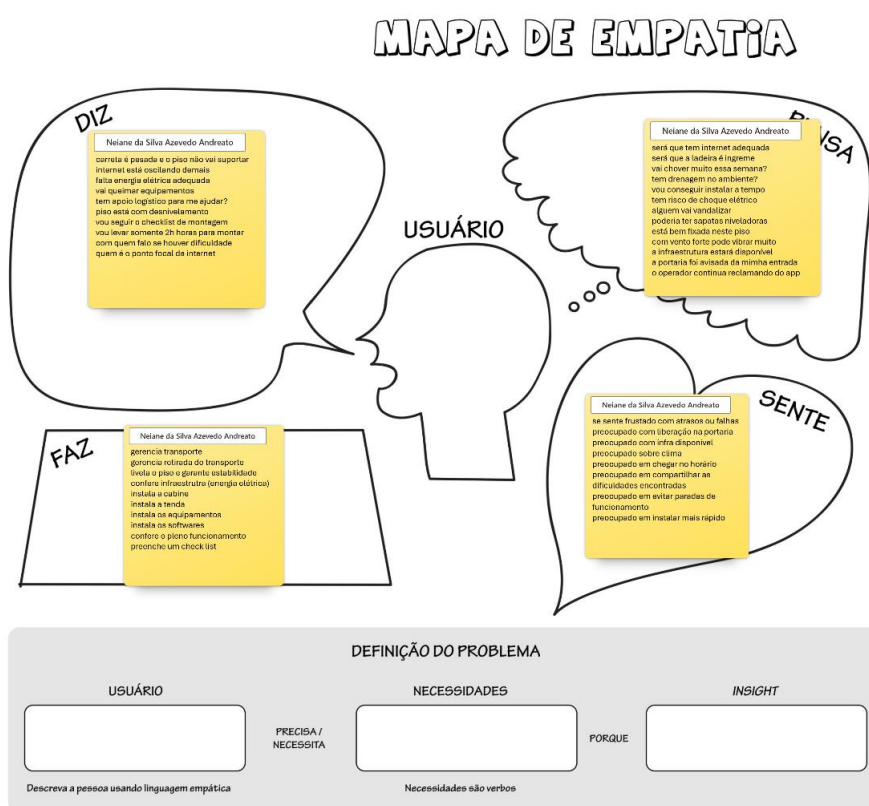 MAPA DE EMPATIA
DIZ
Neiane da Silva Azevedo Andreato
carreta é pesada e o piso não vai suportar
internet está oscilando demais
falta energia elétrica adequada
vai queimar equipamentos
tem apoio logístico para me ajudar?
piso está com desnivelamento
vou seguir o checklist de montagem
vou levar somente 2h horas para montar
com quem falo se houver dificuldade
quem é o ponto focal da internet
USUÁRIO
Neiane da Silva Azevedo Andreato
será que tem internet adequada
será que a ladeira é ingreme
vai chover muito essa semana?
tem drenagem no ambiente?
vou conseguir instalar a tempo
tem risco de choque elétrico
alguem vai vandalizar
poderia ter sapatas niveladoras
está bem fixada neste piso
com vento forte pode vibrar muito
a infraestrutura estará disponível
a portaria foi avisada da mimha entrada
o operador continua reclamando do app
FAZ
Neiane da Silva Azevedo Andreato
gerencia transporte
gerencia retirada do transporte
livela o piso e garante estabilidade
confere infraestrutra (energia elétrica)
instala a cabine
instala a tenda
instala os equipamentos
instala os softwares
confere o pleno funcionamento
preenche um check list
SENTE
Neiane da Silva Azevedo Andreato
se sente frustado com atrasos ou falhas
preocupado com liberação na portaria
preocupado com infra disponivel
preocupado sobre clima
preocupado em chegar no horário
preocupado em compartilhar as
dificuldades encontradas
preocupado em evitar paradas de
funcionamento
preocupado em instalar mais rápido
DEFINIÇÃO DO PROBLEMA
USUÁRIO
PRECISA /
NECESSITA
NECESSIDADES
PORQUE
INSIGHT
Descreva a pessoa usando linguagem empática
Necessidades são verbos